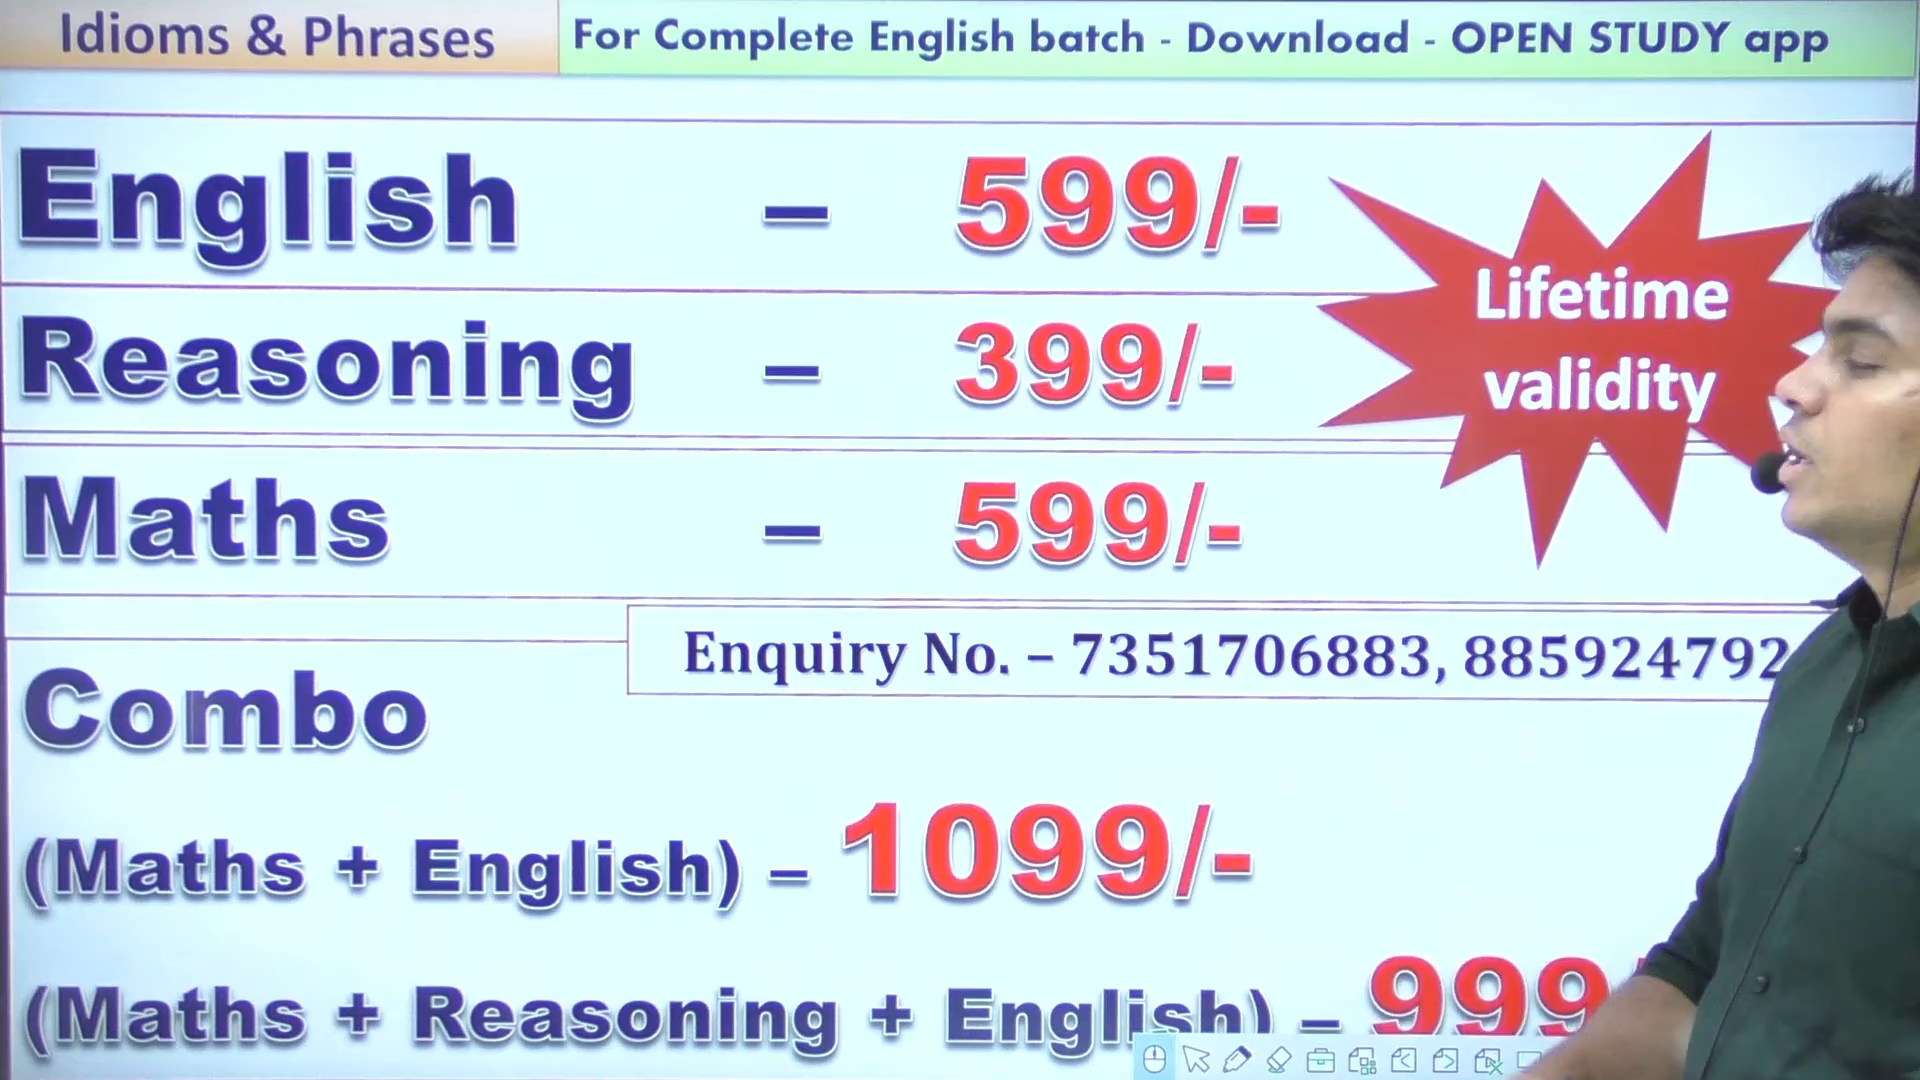 Idioms & Phrases
For Complete English batch - Download - OPEN STUDY app
English – 599/-
Reasoning – 399/-
Maths – 599/-
Lifetime
validity
Enquiry No. – 7351706883, 885924792
Combo
(Maths + English) – 1099/-
(Maths + Reasoning + English) – 999